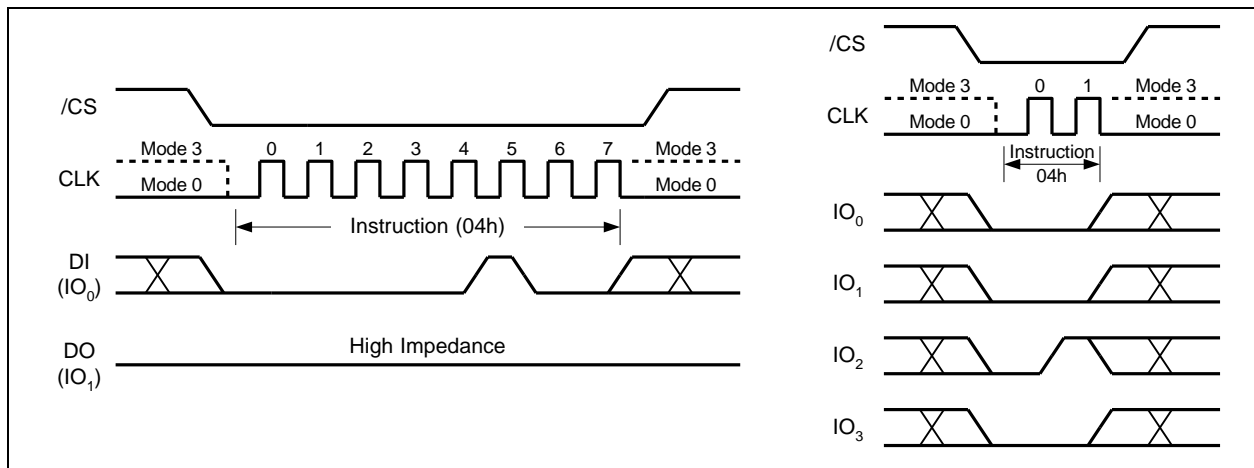 /CS
Mode 3
0 1 2 3 4 5 6 7
Mode 3
CLK
Mode 0
Mode 0
Instruction (04h)
DI
(IO0)
High Impedance
DO
(IO1)
/CS
Mode 3
0 1
Mode 3
CLK
Mode 0
Mode 0
Instruction
04h
IO0
IO1
IO2
IO3